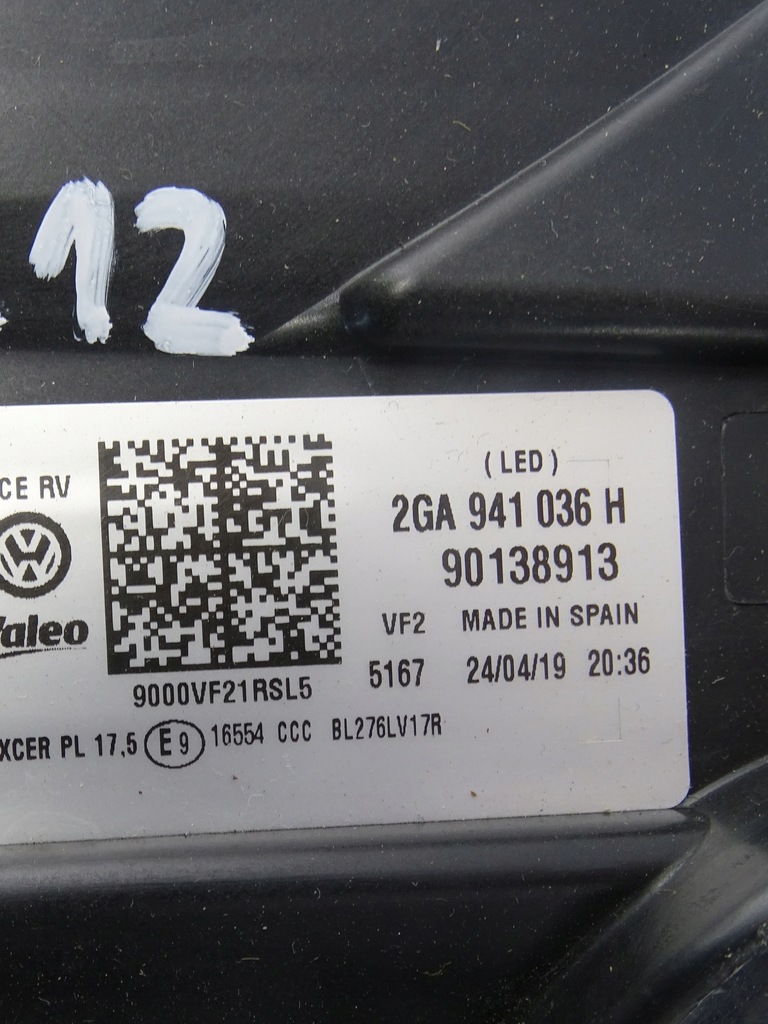 12
(LED)
CE RV
2GA 941 036 H
90138913
aleo
VF2 MADE IN SPAIN
5167 24/04/19 20:36
9000VF21RSL5
XCER PL 17,5 E9 16554 CCC BL276LV17R